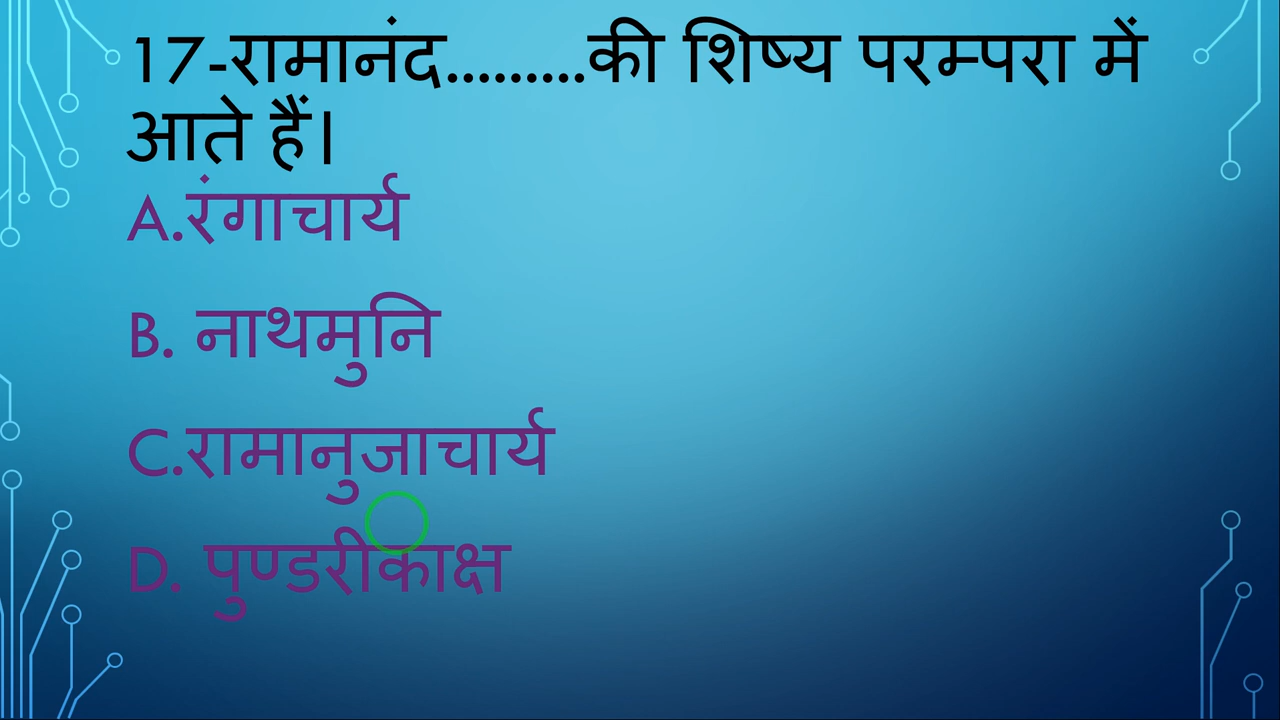 17-रामानंद.........की शिष्य परम्परा में
आते हैं।
A.रंगाचार्य
B. नाथमुनि
C.रामानुजाचार्य
D. पुण्डरीकाक्ष